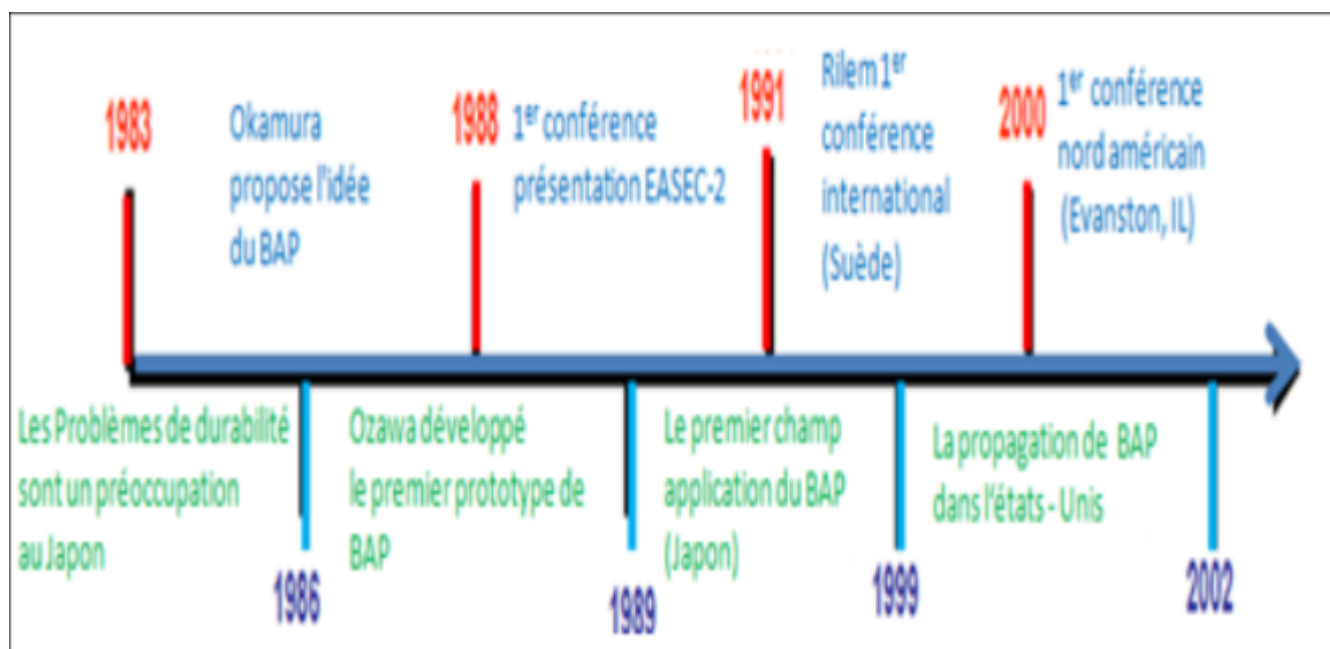 1983
Okamura
propose l'idée
du BAP
1988
1er conférence
présentation EASEC-2
1991
Rilem 1er
conférence
international
(Suède)
2000
1er conférence
nord américain
(Evanston, IL)
Les Problèmes de durabilité
sont un préoccupation
au Japon
1986
Ozawa développé
le premier prototype de
BAP
1989
Le premier champ
application du BAP
(Japon)
1999
La propagation de BAP
dans l'états - Unis
2002